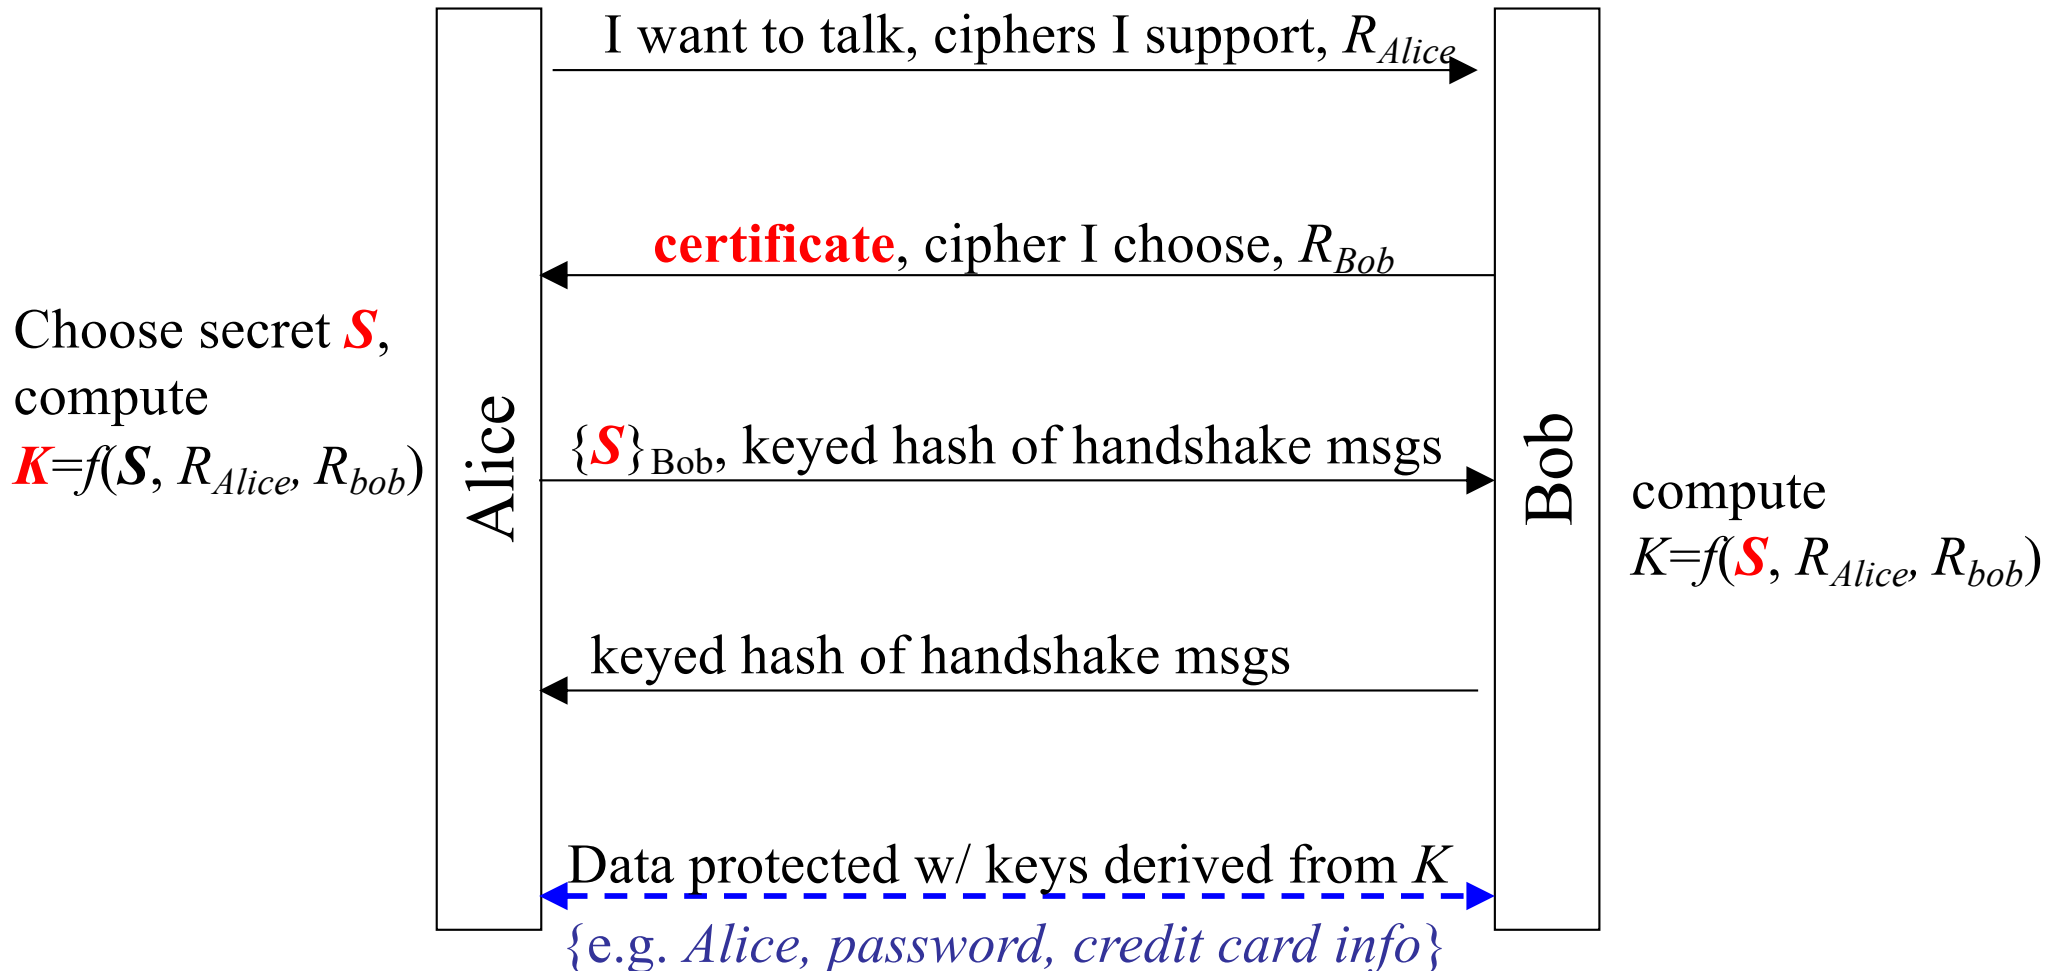 I want to talk, ciphers I support, R_Alice
certificate, cipher I choose, R_Bob
Choose secret S,
compute
K=f(S, R_Alice, R_bob)
Alice
{S}_Bob, keyed hash of handshake msgs
Bob
compute
K=f(S, R_Alice, R_bob)
keyed hash of handshake msgs
Data protected w/ keys derived from K
{e.g. Alice, password, credit card info}